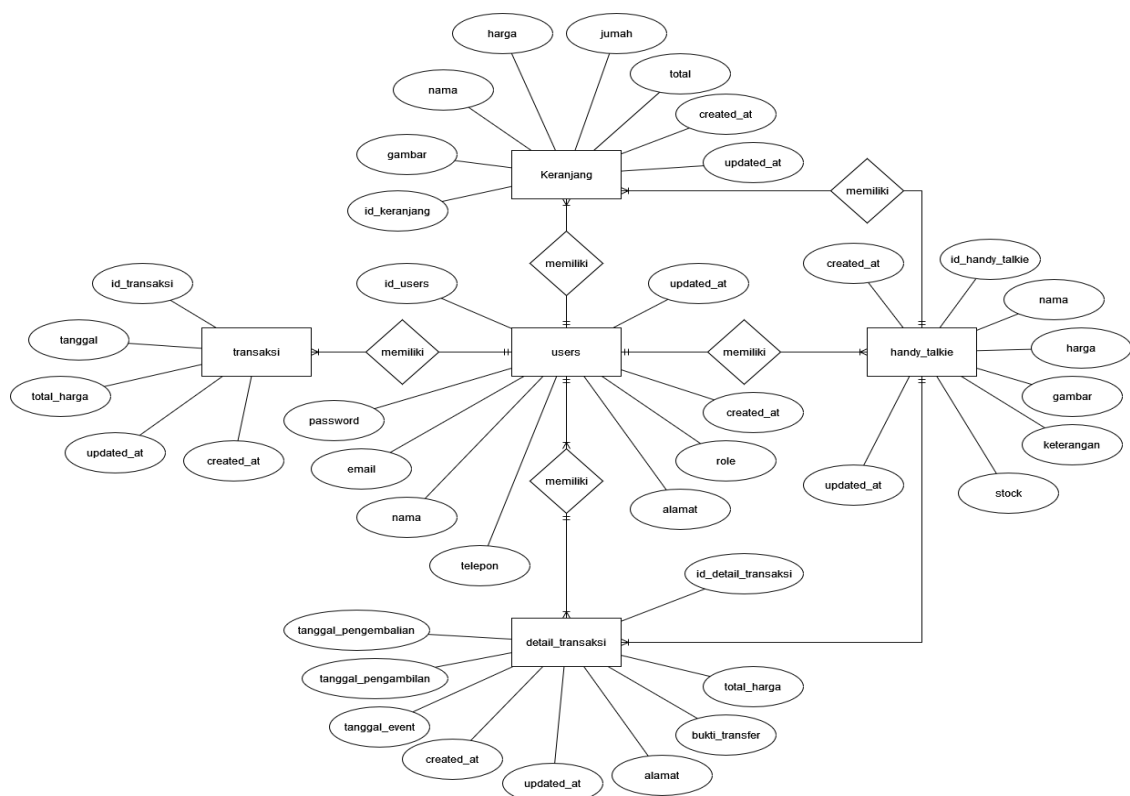 harga
jumah
total
nama
created_at
gambar
updated_at
Keranjang
id_keranjang
memiliki
memiliki
created_at
id_handy_talkie
id_transaksi
id_users
updated_at
nama
tanggal
transaksi
memiliki
users
memiliki
handy_talkie
harga
total_harga
gambar
password
created_at
updated_at
created_at
email
role
keterangan
memiliki
updated_at
stock
nama
alamat
telepon
id_detail_transaksi
tanggal_pengembalian
detail_transaksi
tanggal_pengambilan
total_harga
tanggal_event
bukti_transfer
created_at
updated_at
alamat